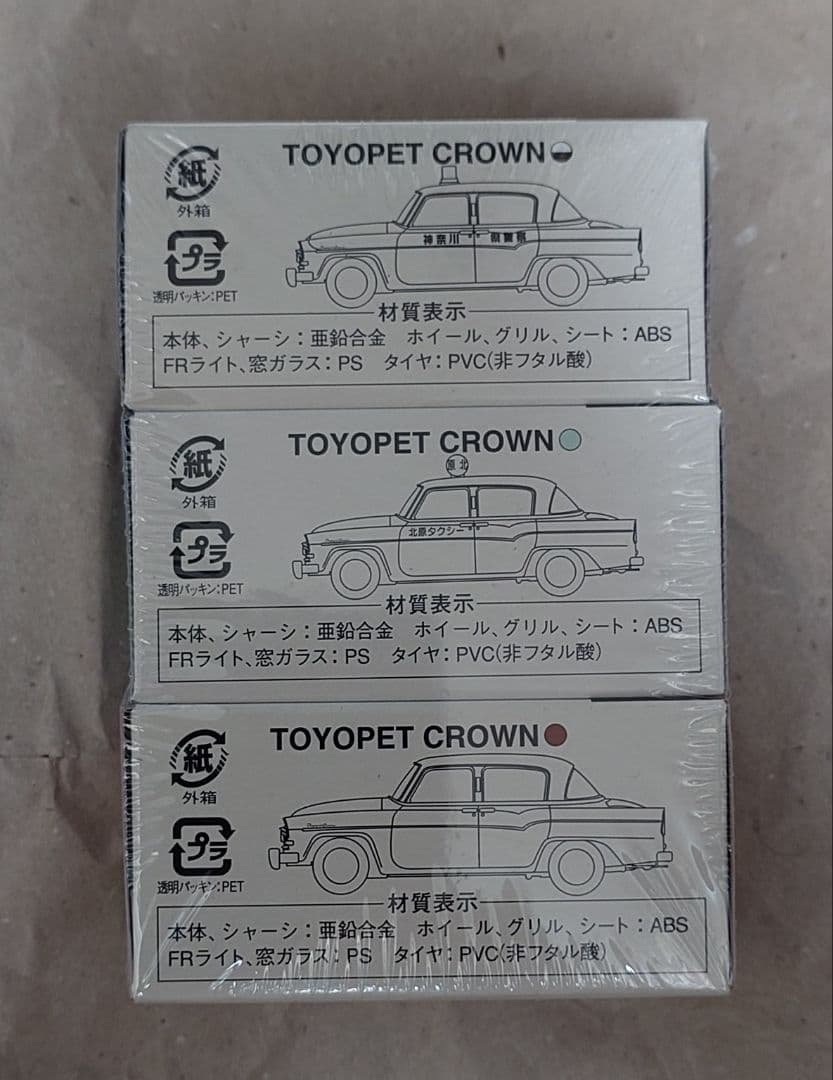 TOYOPET CROWN
紙
外箱
プラ
透明パッキン:PET
神奈川 県警察
材質表示
本体、シャーシ:亜鉛合金 ホイール、グリル、シート:ABS
FRライト、窓ガラス:PS タイヤ:PVC(非フタル酸)
TOYOPET CROWN
紙
外箱
プラ
透明パッキン:PET
原北
北原タクシー
材質表示
本体、シャーシ:亜鉛合金 ホイール、グリル、シート:ABS
FRライト、窓ガラス:PS タイヤ:PVC(非フタル酸)
TOYOPET CROWN
紙
外箱
プラ
透明パッキン:PET
材質表示
本体、シャーシ:亜鉛合金 ホイール、グリル、シート:ABS
FRライト、窓ガラス:PS タイヤ:PVC(非フタル酸)